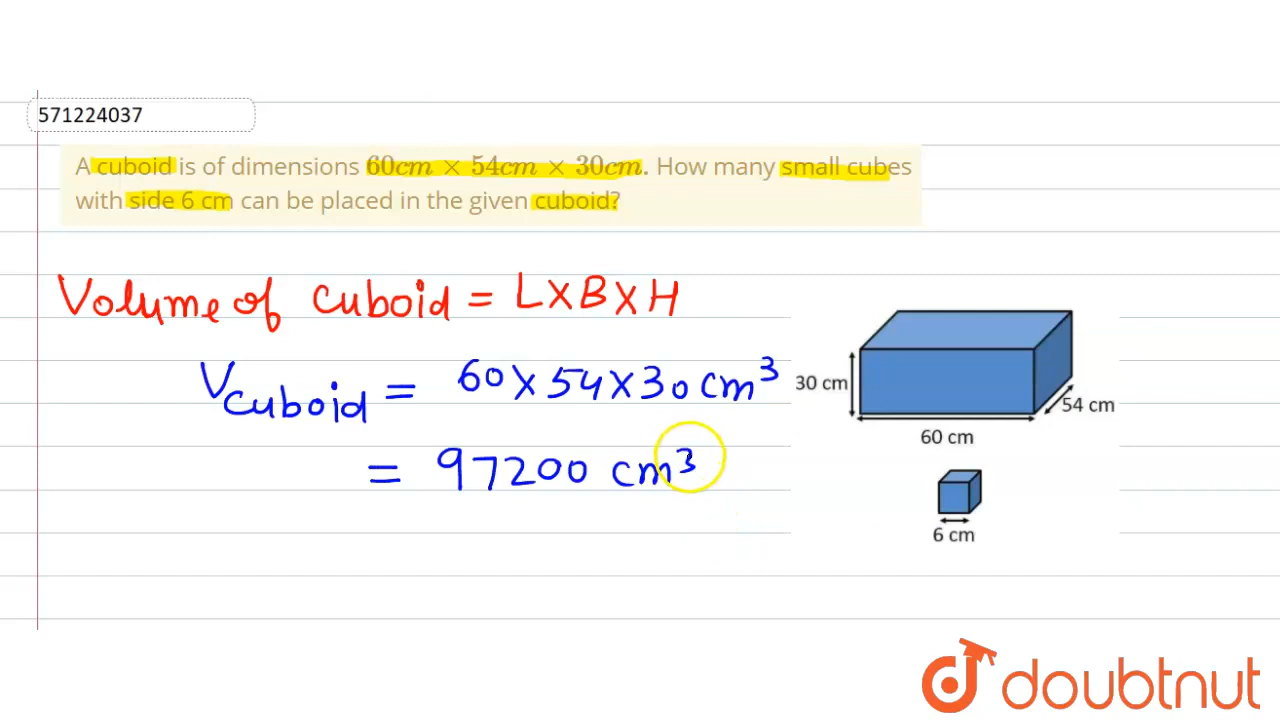 571224037
A cuboid is of dimensions 60cm × 54cm × 30cm. How many small cubes
with side 6 cm can be placed in the given cuboid?
Volume of cuboid = L×B×H
V cuboid = 60×54×30 cm³
= 97200 cm³
30 cm
54 cm
60 cm
6 cm
doubtnut